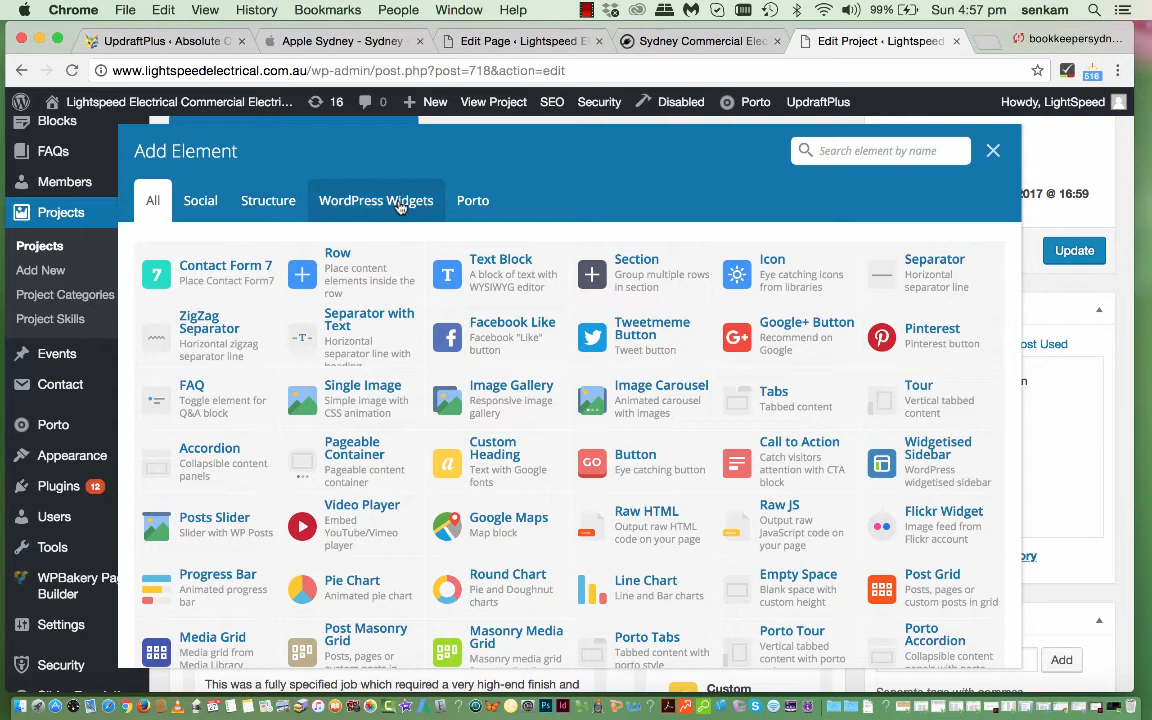 Chrome File Edit View History Bookmarks People Window Help 99% Sun 4:57 pm senkam
UpdraftPlus ‹ Absolute C Apple Sydney - Sydney Edit Page ‹ Lightspeed E Sydney Commercial Elec Edit Project ‹ Lightspeed bookkeepersydn...
www.lightspeedelectrical.com.au/wp-admin/post.php?post=718&action=edit 516
Lightspeed Electrical Commercial Electri... 16 0 New View Project SEO Security Disabled Porto UpdraftPlus Howdy, LightSpeed
Blocks
FAQs
Members
Projects
Projects
Add New
Project Categories
Project Skills
Events
Contact
Porto
Appearance
Plugins 12
Users
Tools
WPBakery Pag
Builder
Settings
Security
Add Element
Search element by name
All Social Structure WordPress Widgets Porto
7
Contact Form 7
Place Contact Form7
Row
Place content
elements inside the
row
T
Text Block
A block of text with
WYSIWYG editor
Section
Group multiple rows
in section
Icon
Eye catching icons
from libraries
Separator
Horizontal
separator line
ZigZag
Separator
Horizontal zigzag
separator line
-T-
Separator with
Text
Horizontal
separator line with
heading
Facebook Like
Facebook "Like"
button
Tweetmeme
Button
Tweet button
G+
Google+ Button
Recommend on
Google
Pinterest
Pinterest button
FAQ
Toggle element for
Q&A block
Single Image
Simple image with
CSS animation
Image Gallery
Responsive image
gallery
Image Carousel
Animated carousel
with images
Tabs
Tabbed content
Tour
Vertical tabbed
content
Accordion
Collapsible content
panels
Pageable
Container
Pageable content
container
a
Custom
Heading
Text with Google
fonts
GO
Button
Eye catching button
Call to Action
Catch visitors
attention with CTA
block
Widgetised
Sidebar
WordPress
widgetised sidebar
Posts Slider
Slider with WP Posts
Video Player
Embed
YouTube/Vimeo
player
Google Maps
Map block
Raw HTML
Output raw HTML
code on your page
Raw JS
Output raw
JavaScript code on
your page
Flickr Widget
Image feed from
Flickr account
Progress Bar
Animated progress
bar
Pie Chart
Animated pie chart
Round Chart
Pie and Doughnut
charts
Line Chart
Line and Bar charts
Empty Space
Blank space with
custom height
Post Grid
Posts, pages or
custom posts in grid
Media Grid
Media grid from
Media Library
Post Masonry
Grid
Posts, pages or
Masonry Media
Grid
Masonry media grid
Porto Tabs
Tabbed content with
porto style
Porto Tour
Vertical tabbed
content with porto
Porto
Accordion
Collapsible content
2017 @ 16:59
Update
ost Used
n
ory
Add
This was a fully specified job which required a very high-end finish and
Custom
Separate tags with commas